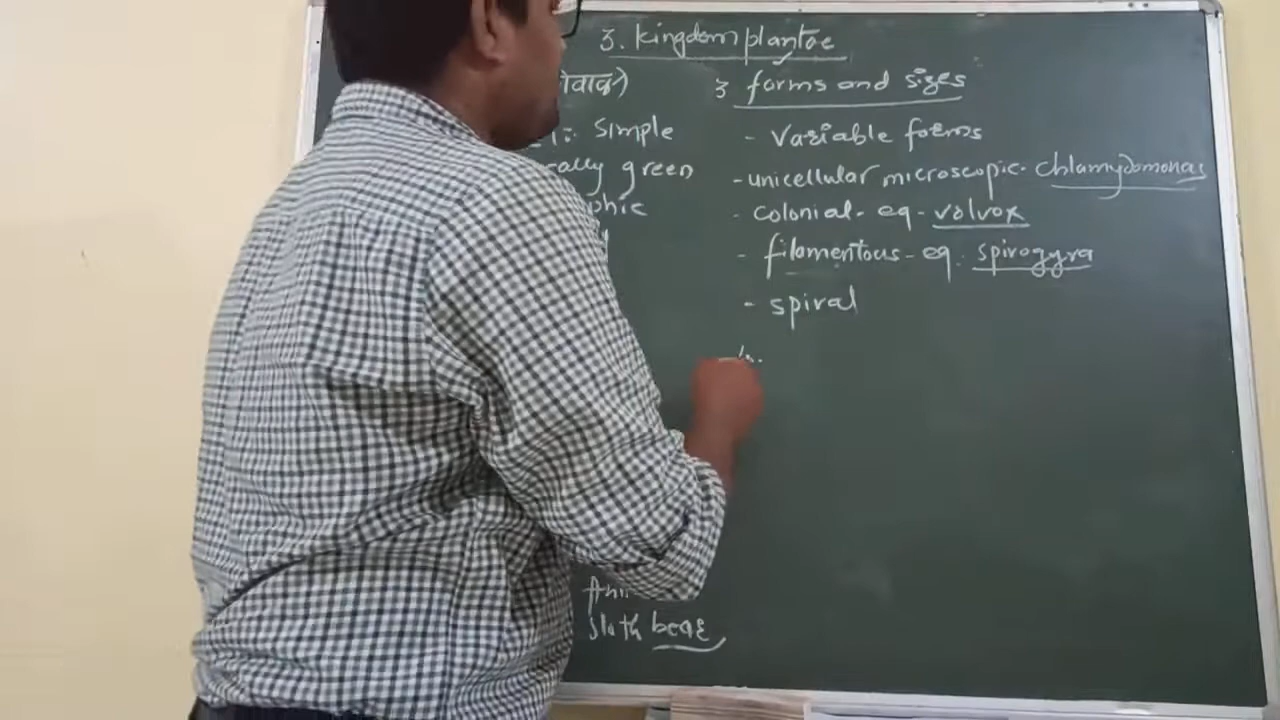 3. kingdom plantae
3 forms and sizes
: Simple
- variable forms
green
- unicellular microscopic. chlamydomonas
- colonial. eg - volvox
- filamentous - eg. spirogyra
- spiral
Sloth bear